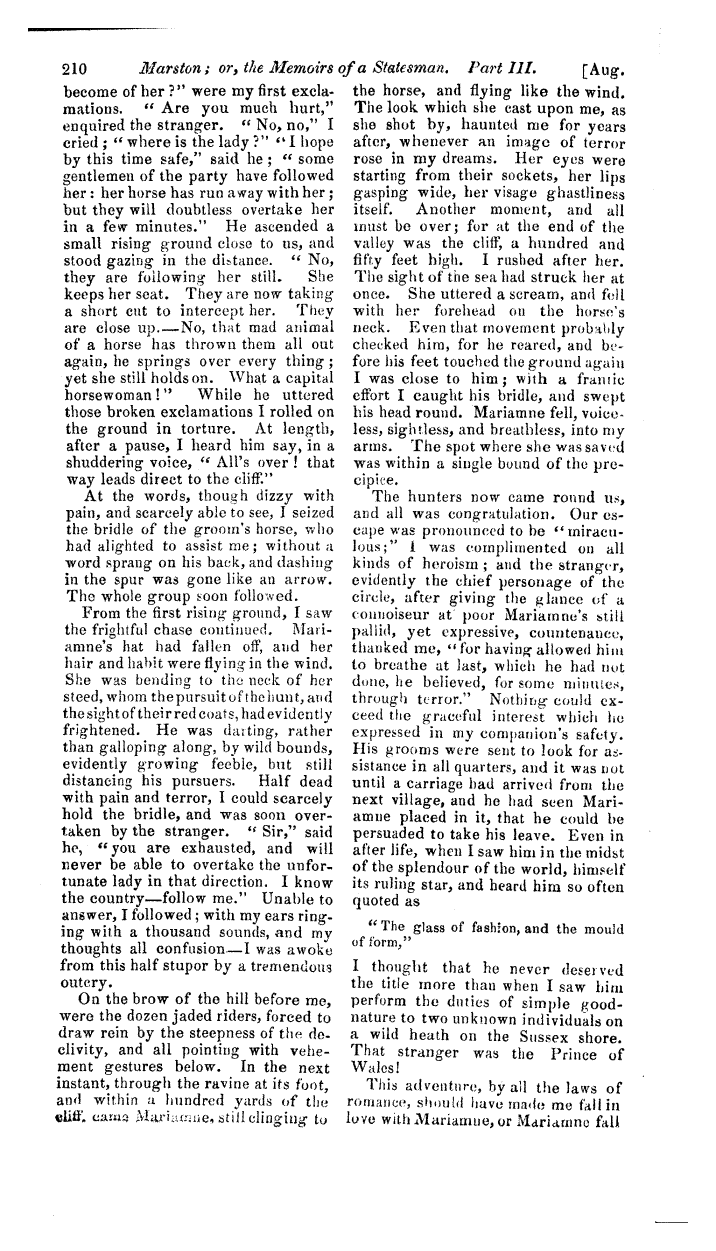 210 Marston; or, the Memoirs of a Statesman. Part III. [Aug.
become of her?” were my first excla-
mations. “ Are you much hurt,”
enquired the stranger. “ No, no,” I
cried; “ where is the lady?” “ I hope
by this time safe,” said he; “ some
gentlemen of the party have followed
her: her horse has run away with her;
but they will doubtless overtake her
in a few minutes.” He ascended a
small rising ground close to us, and
stood gazing in the distance. “ No,
they are following her still. She
keeps her seat. They are now taking
a short cut to intercept her. They
are close up.—No, that mad animal
of a horse has thrown them all out
again, he springs over every thing;
yet she still holds on. What a capital
horsewoman!” While he uttered
those broken exclamations I rolled on
the ground in torture. At length,
after a pause, I heard him say, in a
shuddering voice, “ All's over! that
way leads direct to the cliff.”
At the words, though dizzy with
pain, and scarcely able to see, I seized
the bridle of the groom's horse, who
had alighted to assist me; without a
word sprang on his back, and dashing
in the spur was gone like an arrow.
The whole group soon followed.
From the first rising ground, I saw
the frightful chase continued. Mari-
amne's hat had fallen off, and her
hair and habit were flying in the wind.
She was bending to the neck of her
steed, whom the pursuit of the hunt, and
the sight of their red coats, had evidently
frightened. He was darting, rather
than galloping along, by wild bounds,
evidently growing feeble, but still
distancing his pursuers. Half dead
with pain and terror, I could scarcely
hold the bridle, and was soon over-
taken by the stranger. “ Sir,” said
he, “ you are exhausted, and will
never be able to overtake the unfor-
tunate lady in that direction. I know
the country—follow me.” Unable to
answer, I followed; with my ears ring-
ing with a thousand sounds, and my
thoughts all confusion—I was awoke
from this half stupor by a tremendous
outcry.
On the brow of the hill before me,
were the dozen jaded riders, forced to
draw rein by the steepness of the de-
clivity, and all pointing with vehe-
ment gestures below. In the next
instant, through the ravine at its foot,
and within a hundred yards of the
cliff, came Mariamne, still clinging to
the horse, and flying like the wind.
The look which she cast upon me, as
she shot by, haunted me for years
after, whenever an image of terror
rose in my dreams. Her eyes were
starting from their sockets, her lips
gasping wide, her visage ghastliness
itself. Another moment, and all
must be over; for at the end of the
valley was the cliff, a hundred and
fifty feet high. I rushed after her.
The sight of the sea had struck her at
once. She uttered a scream, and fell
with her forehead on the horse's
neck. Even that movement probably
checked him, for he reared, and be-
fore his feet touched the ground again
I was close to him; with a frantic
effort I caught his bridle, and swept
his head round. Mariamne fell, voice-
less, sightless, and breathless, into my
arms. The spot where she was saved
was within a single bound of the pre-
cipice.
The hunters now came round us,
and all was congratulation. Our es-
cape was pronounced to be “ miracu-
lous;” I was complimented on all
kinds of heroism; and the stranger,
evidently the chief personage of the
circle, after giving the glance of a
connoiseur at poor Mariamne's still
pallid, yet expressive, countenance,
thanked me, “ for having allowed him
to breathe at last, which he had not
done, he believed, for some minutes,
through terror.” Nothing could ex-
ceed the graceful interest which he
expressed in my companion's safety.
His grooms were sent to look for as-
sistance in all quarters, and it was not
until a carriage had arrived from the
next village, and he had seen Mari-
amne placed in it, that he could be
persuaded to take his leave. Even in
after life, when I saw him in the midst
of the splendour of the world, himself
its ruling star, and heard him so often
quoted as
“ The glass of fashion, and the mould
of form,”
I thought that he never deserved
the title more than when I saw him
perform the duties of simple good-
nature to two unknown individuals on
a wild heath on the Sussex shore.
That stranger was the Prince of
Wales!
This adventure, by all the laws of
romance, should have made me fall in
love with Mariamne, or Mariamne fall